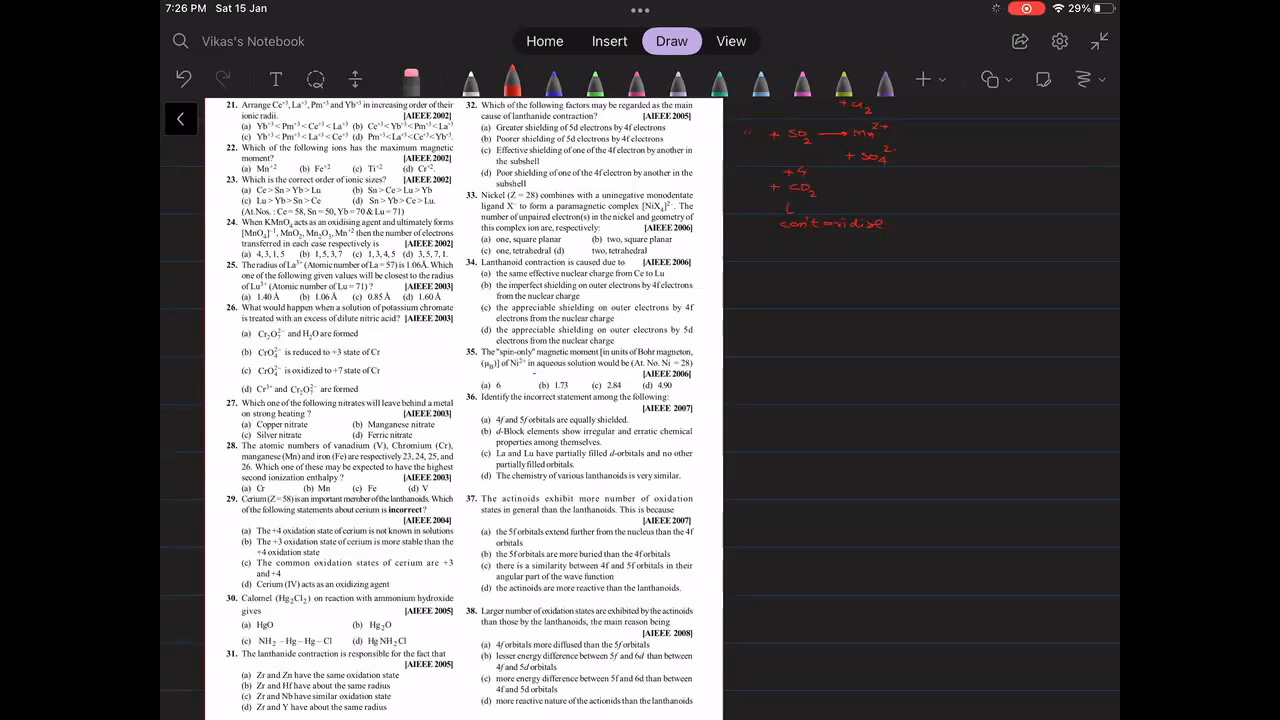 7:26 PM Sat 15 Jan
29%
Vikas's Notebook
Home Insert Draw View
21. Arrange Ce⁺³, La⁺³, Pm⁺³ and Yb⁺³ in increasing order of their
ionic radii. [AIEEE 2002]
(a) Yb⁺³ < Pm⁺³ < Ce⁺³ < La⁺³ (b) Ce⁺³ < Yb⁺³ < Pm⁺³ < La⁺³
(c) Yb⁺³ < Pm⁺³ < La⁺³ < Ce⁺³ (d) Pm⁺³ < La⁺³ < Ce⁺³ < Yb⁺³.
22. Which of the following ions has the maximum magnetic
moment? [AIEEE 2002]
(a) Mn⁺² (b) Fe⁺² (c) Ti⁺² (d) Cr⁺².
23. Which is the correct order of ionic sizes? [AIEEE 2002]
(a) Ce > Sn > Yb > Lu (b) Sn > Ce > Lu > Yb
(c) Lu > Yb > Sn > Ce (d) Sn > Yb > Ce > Lu.
(At.Nos. : Ce = 58, Sn = 50, Yb = 70 & Lu = 71)
24. When KMnO₄ acts as an oxidising agent and ultimately forms
[MnO₄]⁻¹, MnO₂, Mn₂O₃, Mn⁺² then the number of electrons
transferred in each case respectively is [AIEEE 2002]
(a) 4, 3, 1, 5 (b) 1, 5, 3, 7 (c) 1, 3, 4, 5 (d) 3, 5, 7, 1.
25. The radius of La³⁺ (Atomic number of La = 57) is 1.06Å. Which
one of the following given values will be closest to the radius
of Lu³⁺ (Atomic number of Lu = 71) ? [AIEEE 2003]
(a) 1.40 Å (b) 1.06 Å (c) 0.85 Å (d) 1.60 Å
26. What would happen when a solution of potassium chromate
is treated with an excess of dilute nitric acid? [AIEEE 2003]
(a) Cr₂O₇²⁻ and H₂O are formed
(b) CrO₄²⁻ is reduced to +3 state of Cr
(c) CrO₄²⁻ is oxidized to +7 state of Cr
(d) Cr³⁺ and Cr₂O₇²⁻ are formed
27. Which one of the following nitrates will leave behind a metal
on strong heating ? [AIEEE 2003]
(a) Copper nitrate (b) Manganese nitrate
(c) Silver nitrate (d) Ferric nitrate
28. The atomic numbers of vanadium (V), Chromium (Cr),
manganese (Mn) and iron (Fe) are respectively 23, 24, 25, and
26. Which one of these may be expected to have the highest
second ionization enthalpy ? [AIEEE 2003]
(a) Cr (b) Mn (c) Fe (d) V
29. Cerium (Z = 58) is an important member of the lanthanoids. Which
of the following statements about cerium is incorrect?
[AIEEE 2004]
(a) The +4 oxidation state of cerium is not known in solutions
(b) The +3 oxidation state of cerium is more stable than the
+4 oxidation state
(c) The common oxidation states of cerium are +3
and +4
(d) Cerium (IV) acts as an oxidizing agent
30. Calomel (Hg₂Cl₂) on reaction with ammonium hydroxide
gives [AIEEE 2005]
(a) HgO (b) Hg₂O
(c) NH₂ – Hg – Hg – Cl (d) Hg NH₂ Cl
31. The lanthanide contraction is responsible for the fact that
[AIEEE 2005]
(a) Zr and Zn have the same oxidation state
(b) Zr and Hf have about the same radius
(c) Zr and Nb have similar oxidation state
(d) Zr and Y have about the same radius
32. Which of the following factors may be regarded as the main
cause of lanthanide contraction? [AIEEE 2005]
(a) Greater shielding of 5d electrons by 4f electrons
(b) Poorer shielding of 5d electrons by 4f electrons
(c) Effective shielding of one of the 4f electron by another in
the subshell
(d) Poor shielding of one of the 4f electron by another in the
subshell
33. Nickel (Z = 28) combines with a uninegative monodentate
ligand X⁻ to form a paramagnetic complex [NiX₄]²⁻. The
number of unpaired electron(s) in the nickel and geometry of
this complex ion are, respectively: [AIEEE 2006]
(a) one, square planar (b) two, square planar
(c) one, tetrahedral (d) two, tetrahedral
34. Lanthanoid contraction is caused due to [AIEEE 2006]
(a) the same effective nuclear charge from Ce to Lu
(b) the imperfect shielding on outer electrons by 4f electrons
from the nuclear charge
(c) the appreciable shielding on outer electrons by 4f
electrons from the nuclear charge
(d) the appreciable shielding on outer electrons by 5d
electrons from the nuclear charge
35. The "spin-only" magnetic moment [in units of Bohr magneton,
(μ_B)] of Ni²⁺ in aqueous solution would be (At. No. Ni = 28)
[AIEEE 2006]
(a) 6 (b) 1.73 (c) 2.84 (d) 4.90
36. Identify the incorrect statement among the following:
[AIEEE 2007]
(a) 4f and 5f orbitals are equally shielded.
(b) d-Block elements show irregular and erratic chemical
properties among themselves.
(c) La and Lu have partially filled d-orbitals and no other
partially filled orbitals.
(d) The chemistry of various lanthanoids is very similar.
37. The actinoids exhibit more number of oxidation
states in general than the lanthanoids. This is because
[AIEEE 2007]
(a) the 5f orbitals extend further from the nucleus than the 4f
orbitals
(b) the 5f orbitals are more buried than the 4f orbitals
(c) there is a similarity between 4f and 5f orbitals in their
angular part of the wave function
(d) the actinoids are more reactive than the lanthanoids.
38. Larger number of oxidation states are exhibited by the actinoids
than those by the lanthanoids, the main reason being
[AIEEE 2008]
(a) 4f orbitals more diffused than the 5f orbitals
(b) lesser energy difference between 5f and 6d than between
4f and 5d orbitals
(c) more energy difference between 5f and 6d than between
4f and 5d orbitals
(d) more reactive nature of the actionids than the lanthanoids
+ SO₂ ⟶ Mn²⁺
+ SO₄²⁻
+4
+ CO₂
can't oxidise